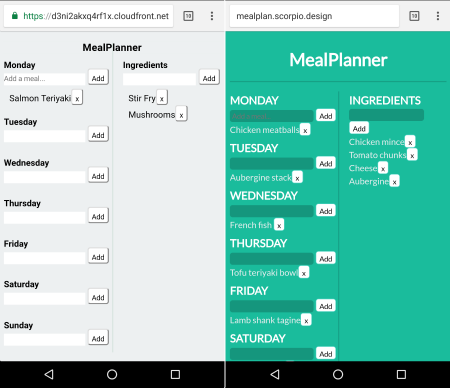 https://d3ni2akxq4rf1x.cloudfront.net
10
MealPlanner
Monday
Add a meal...
Add
Salmon Teriyaki x
Tuesday
Add
Wednesday
Add
Thursday
Add
Friday
Add
Saturday
Add
Sunday
Add
Ingredients
Add
Stir Fry x
Mushrooms x
mealplan.scorpio.design
10
MealPlanner
MONDAY
Add
Chicken meatballs x
TUESDAY
Add
Aubergine stack x
WEDNESDAY
Add
French fish x
THURSDAY
Add
Tofu teriyaki bowl x
FRIDAY
Add
Lamb shank tagine x
SATURDAY
Add
INGREDIENTS
Add
Chicken mince x
Tomato chunks x
Cheese x
Aubergine x